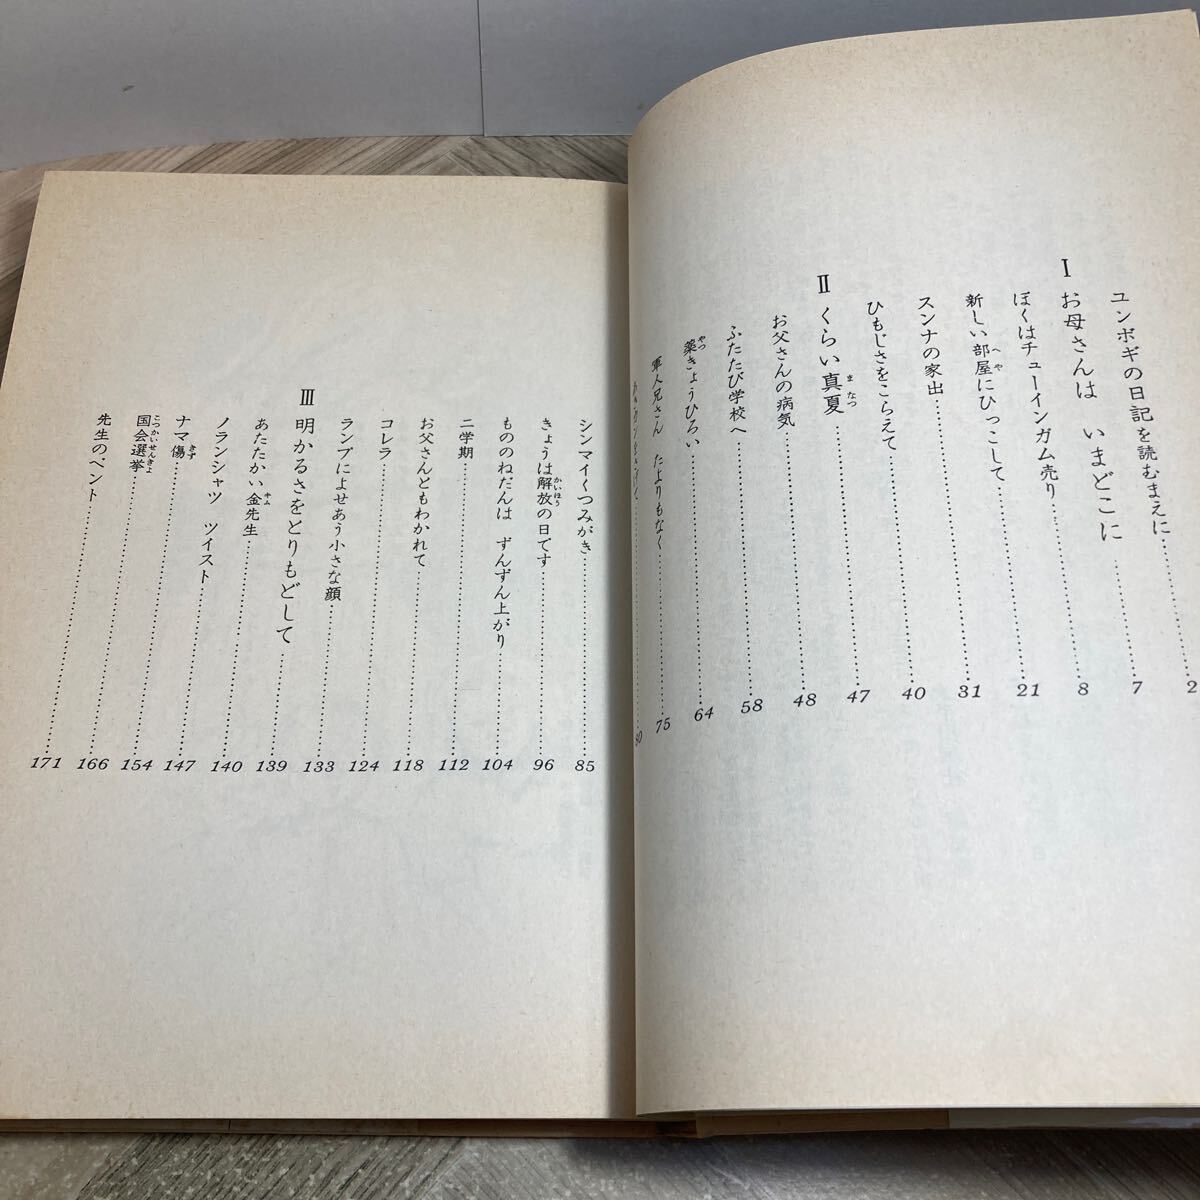 ユンボギの日記を読むまえに……2
Ⅰ お母さんは いまどこに……7
ぼくはチューインガム売り……8
新しい部屋にひっこして……21
スンナの家出……31
ひもじさをこらえて……40
Ⅱ くらい真夏……47
お父さんの病気……48
ふたたび学校へ……58
薬きょうひろい……64
軍人兄さん たよりもなく……75
……80
シンマイくつみがき……85
きょうは解放の日です……96
もののねだんは ずんずん上がり……104
二学期……112
お父さんともわかれて……118
コレラ……124
ランプによせあう小さな顔……133
Ⅲ 明かるさをとりもどして……139
あたたかい金先生……140
ノランシャツ ツイスト……147
ナマ傷……154
国会選挙……166
先生のペント……171